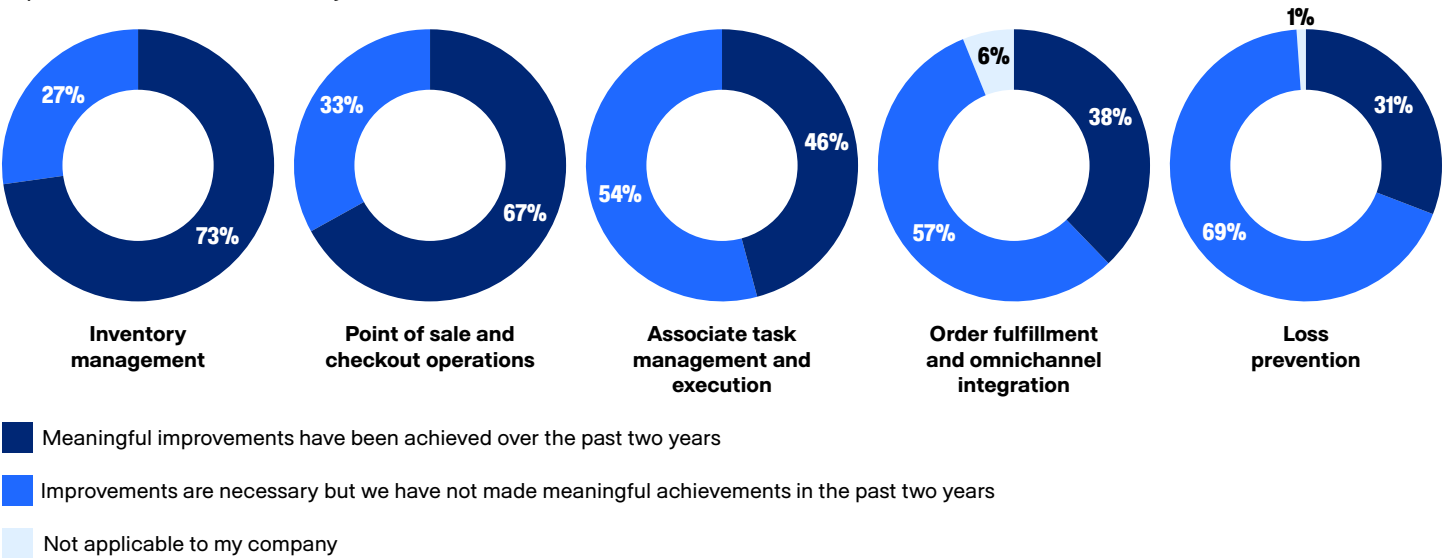 1%
27%
73%
33%
67%
54%
46%
6%
38%
57%
31%
69%
Inventory
management
Point of sale and
checkout operations
Associate task
management and
execution
Order fulfillment
and omnichannel
integration
Loss
prevention
Meaningful improvements have been achieved over the past two years
Improvements are necessary but we have not made meaningful achievements in the past two years
Not applicable to my company